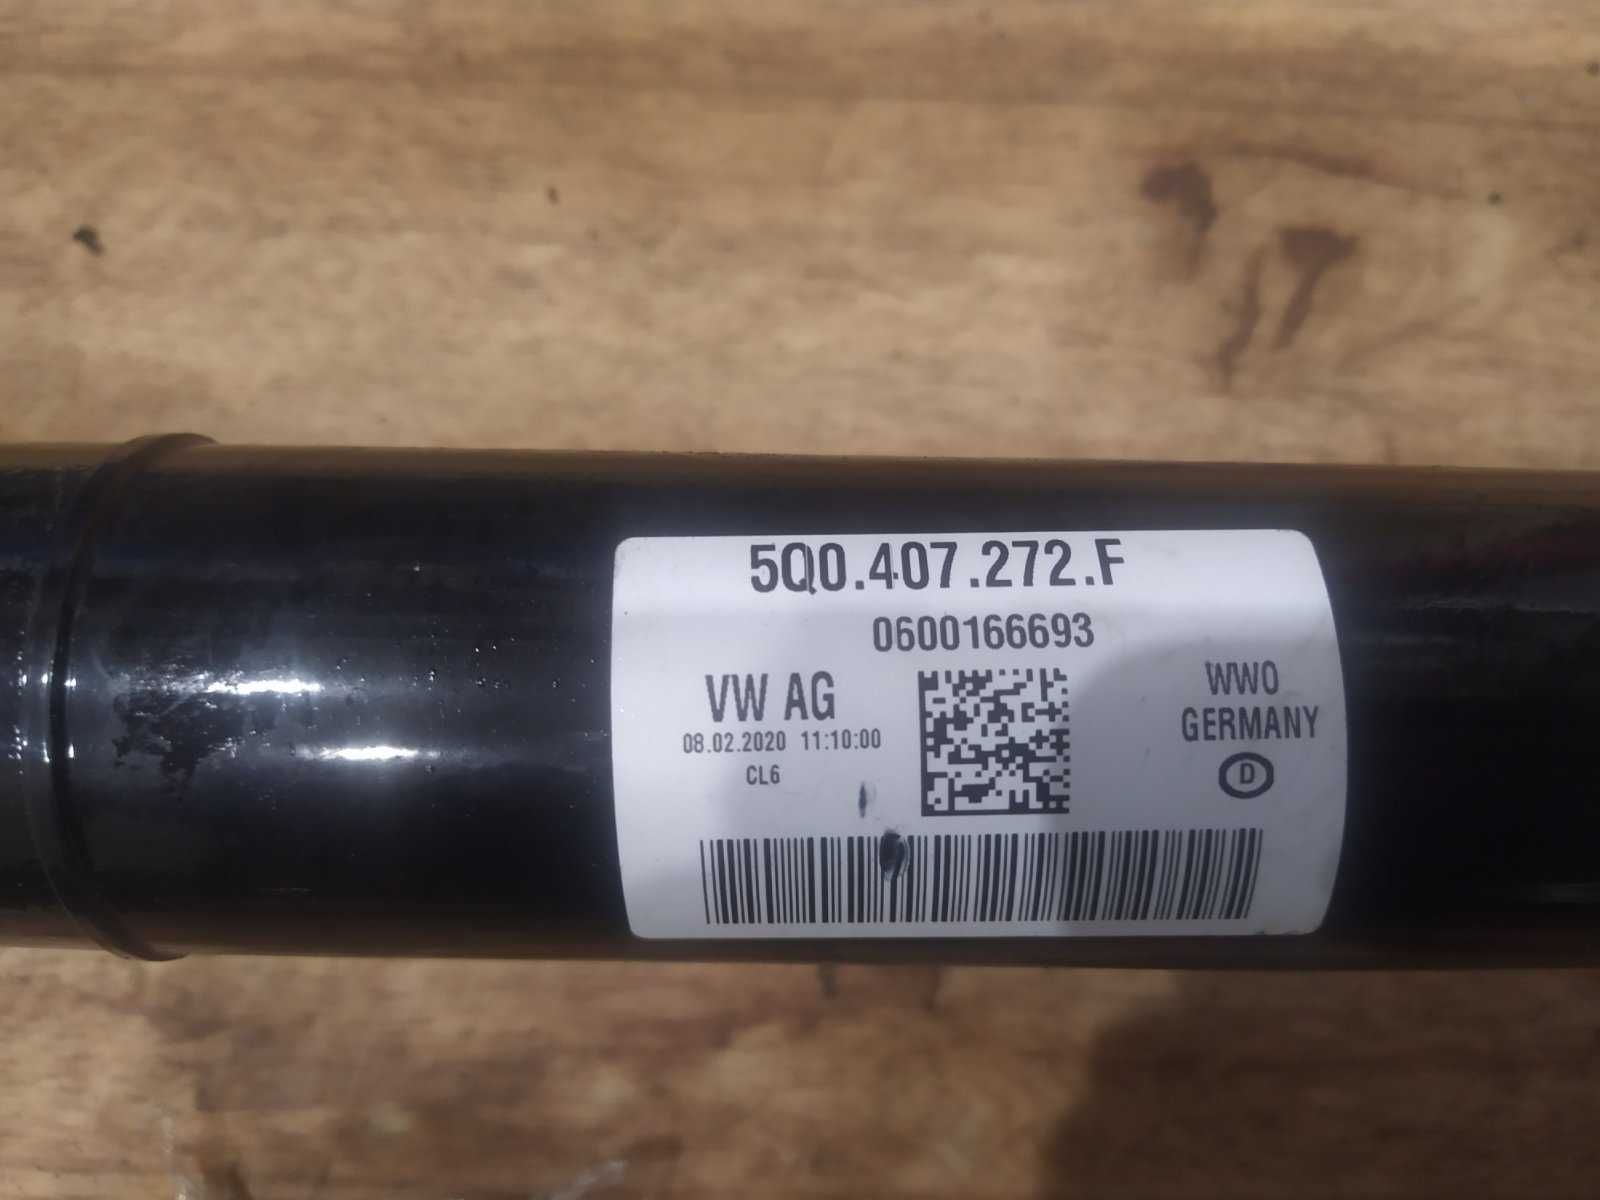 5Q0.407.272.F
0600166693
VW AG
08.02.2020 11:10:00
CL6
WWO
GERMANY
D